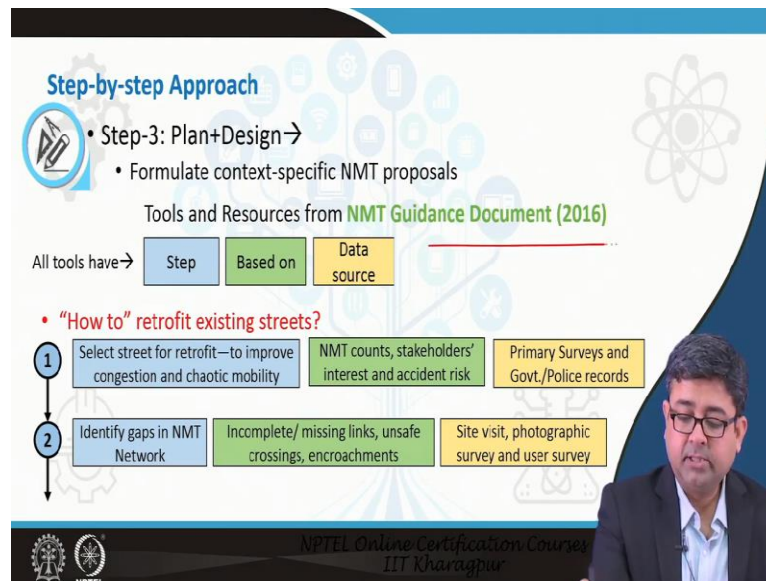 Step-by-step Approach
• Step-3: Plan+Design→
• Formulate context-specific NMT proposals
Tools and Resources from NMT Guidance Document (2016)
All tools have→
Step
Based on
Data
source
• "How to" retrofit existing streets?
1
Select street for retrofit—to improve
congestion and chaotic mobility
NMT counts, stakeholders'
interest and accident risk
Primary Surveys and
Govt./Police records
2
Identify gaps in NMT
Network
Incomplete/ missing links, unsafe
crossings, encroachments
Site visit, photographic
survey and user survey
NPTEL Online Certification Courses
IIT Kharagpur
NPTEL